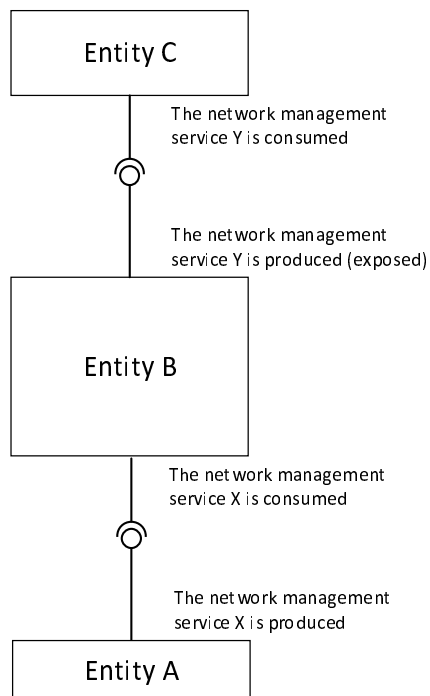 Entity C
The network management
service Y is consumed
The network management
service Y is produced (exposed)
Entity B
The network management
service X is consumed
The network management
service X is produced
Entity A